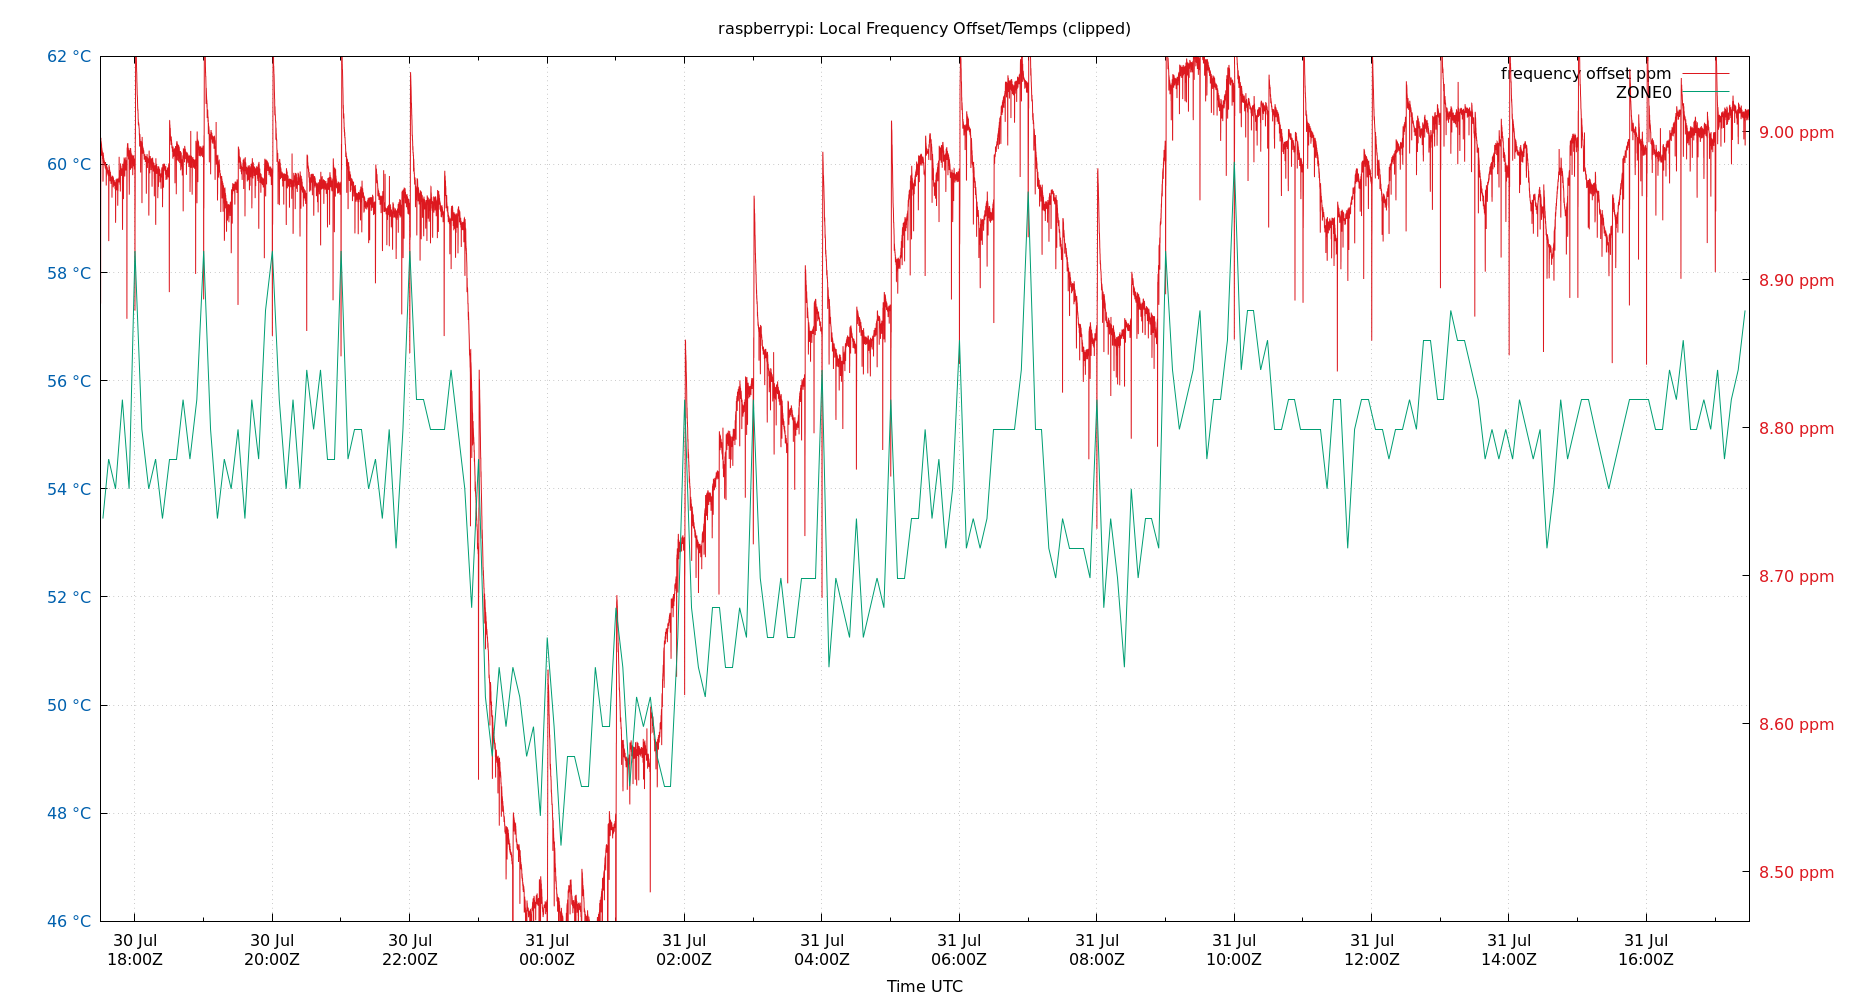 raspberrypi: Local Frequency Offset/Temps (clipped)
62 °C
60 °C
58 °C
56 °C
54 °C
52 °C
50 °C
48 °C
46 °C
frequency offset ppm
ZONE0
9.00 ppm
8.90 ppm
8.80 ppm
8.70 ppm
8.60 ppm
8.50 ppm
30 Jul 30 Jul 30 Jul 31 Jul 31 Jul 31 Jul 31 Jul 31 Jul 31 Jul 31 Jul 31 Jul 31 Jul
18:00Z 20:00Z 22:00Z 00:00Z 02:00Z 04:00Z 06:00Z 08:00Z 10:00Z 12:00Z 14:00Z 16:00Z
Time UTC